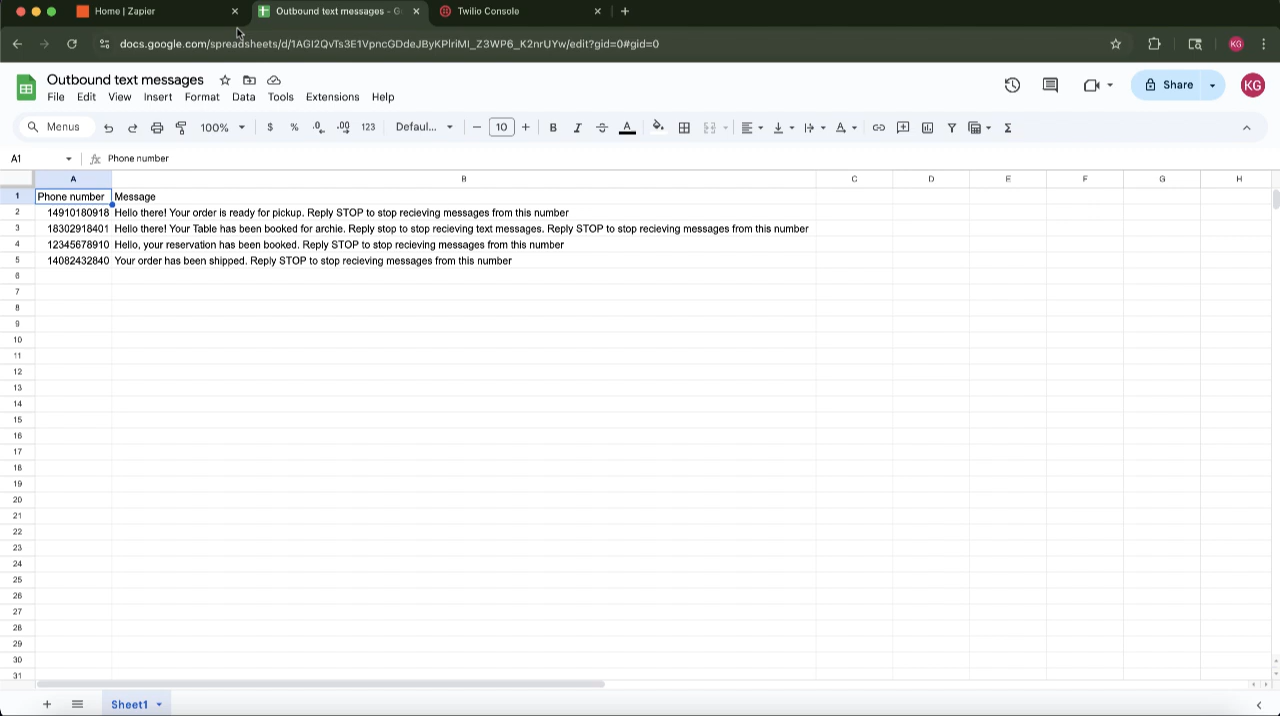 Home | Zapier
Outbound text messages - G
Twilio Console
docs.google.com/spreadsheets/d/1AGI2QvTs3E1VpncGDdeJByKPlriMI_Z3WP6_K2nrUYw/edit?gid=0#gid=0
KG
Outbound text messages
File Edit View Insert Format Data Tools Extensions Help
Share
KG
Menus 100% $ % .0 .00 123 Defaul... 10 B I A
A1 fx Phone number
A B C D E F G H
1 Phone number Message
2 14910180918 Hello there! Your order is ready for pickup. Reply STOP to stop recieving messages from this number
3 18302918401 Hello there! Your Table has been booked for archie. Reply stop to stop recieving text messages. Reply STOP to stop recieving messages from this number
4 12345678910 Hello, your reservation has been booked. Reply STOP to stop recieving messages from this number
5 14082432840 Your order has been shipped. Reply STOP to stop recieving messages from this number
6
7
8
9
10
11
12
13
14
15
16
17
18
19
20
21
22
23
24
25
26
27
28
29
30
31
Sheet1